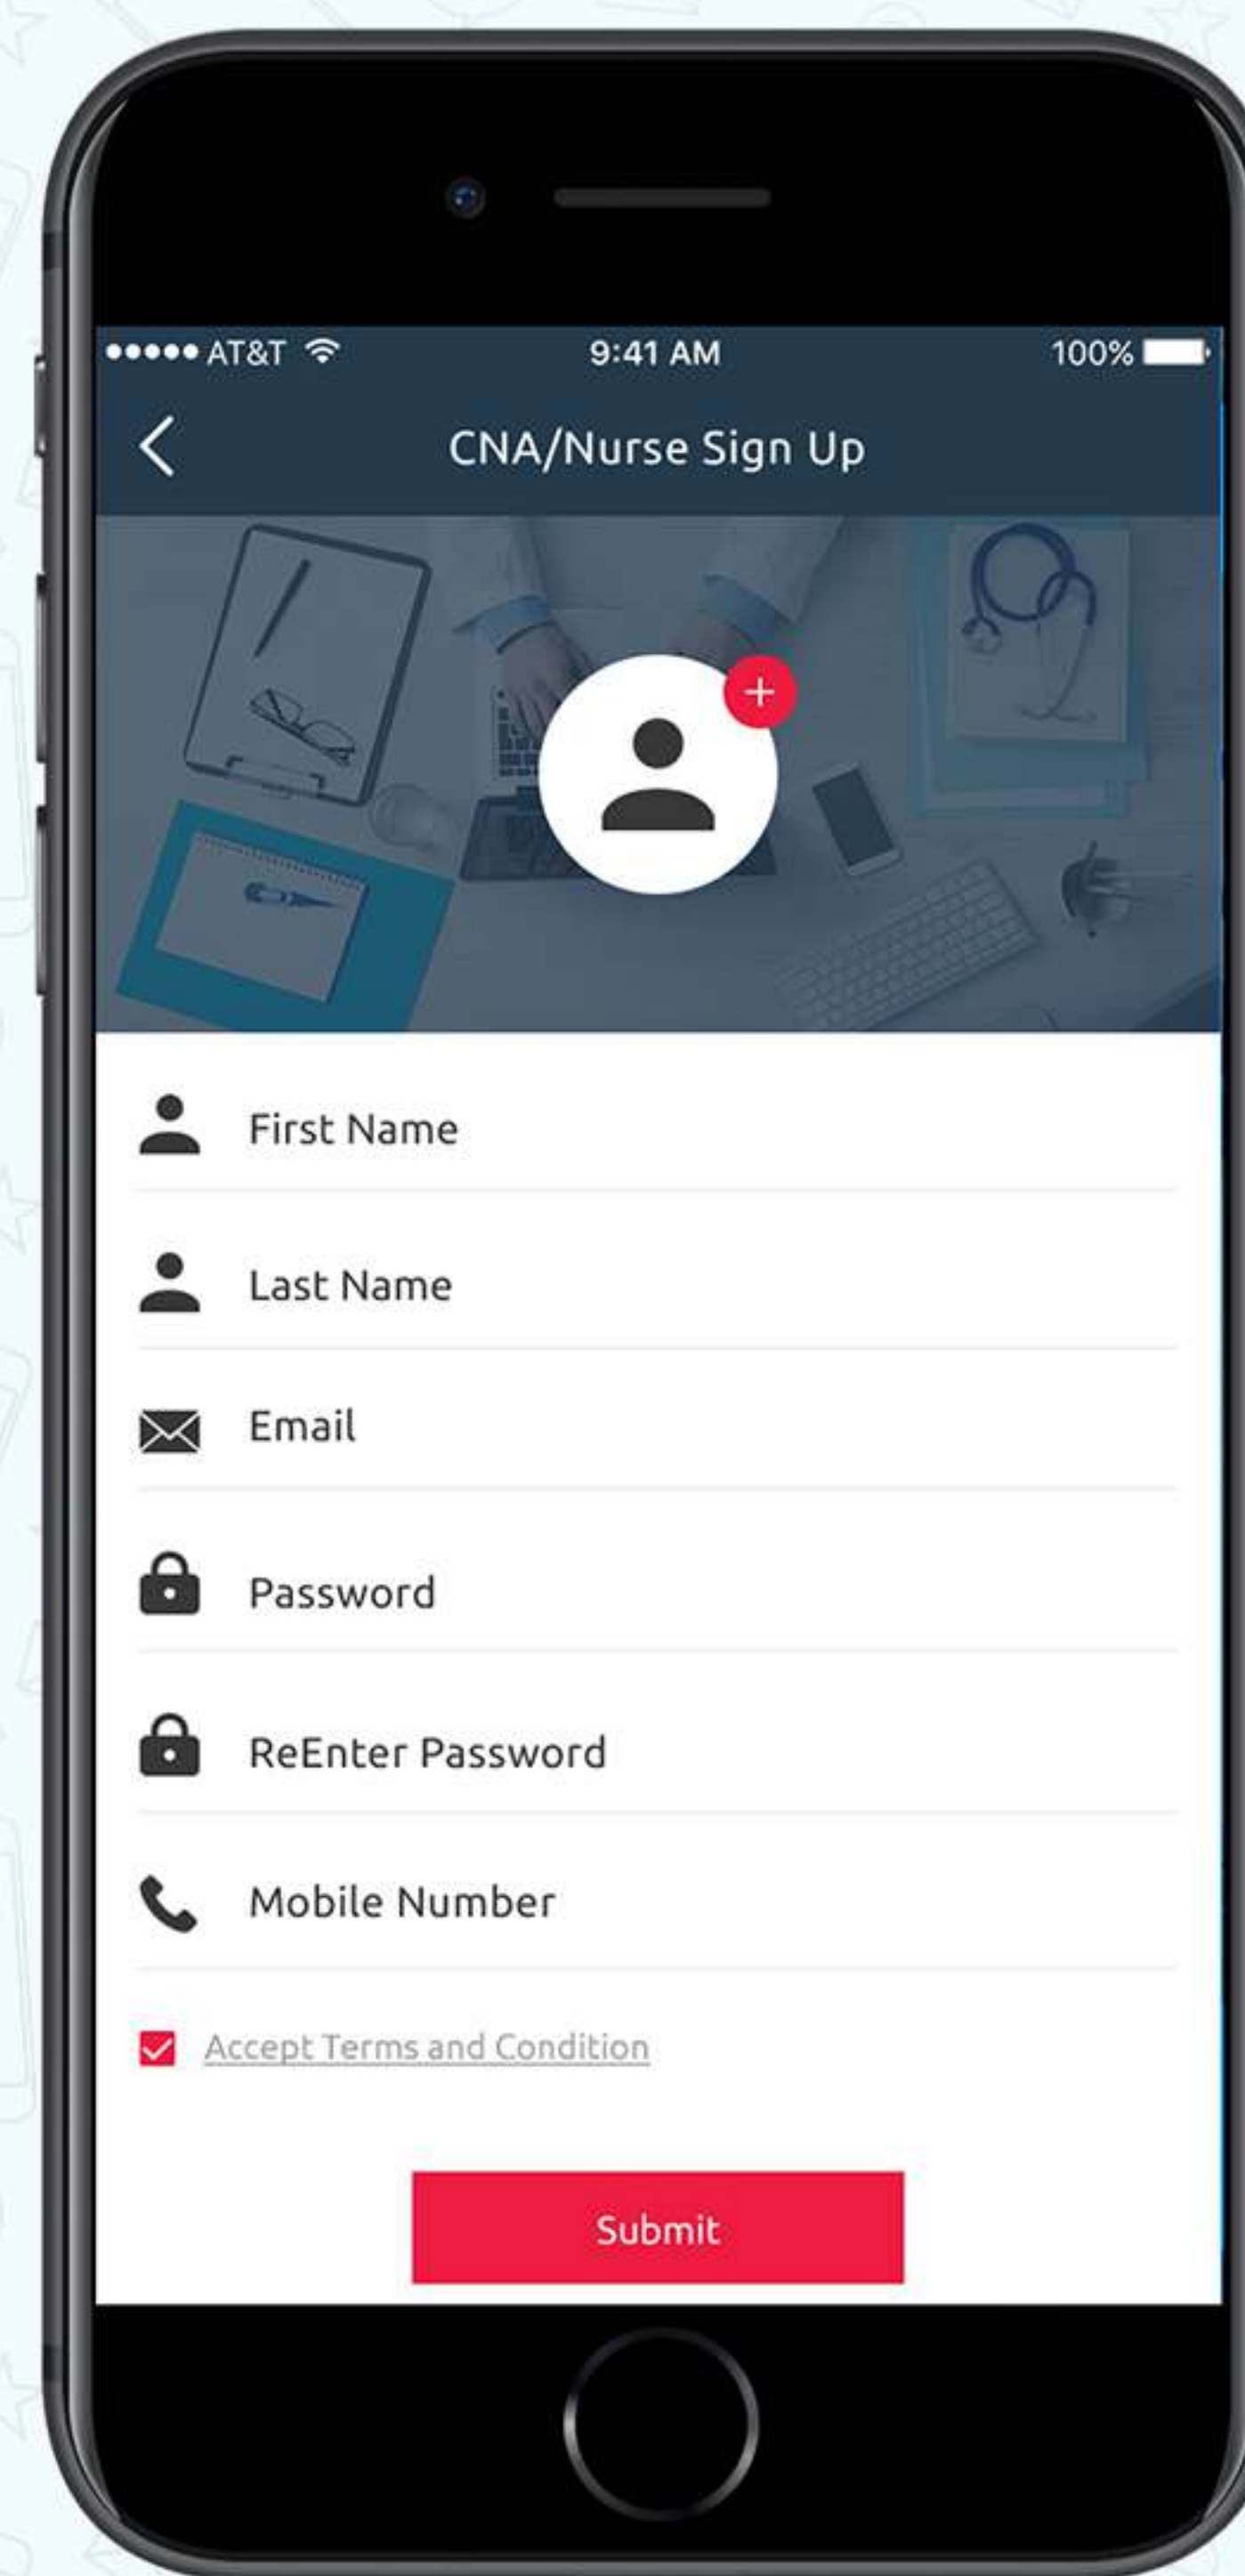 AT&T 9:41 AM 100%
CNA/Nurse Sign Up
First Name
Last Name
Email
Password
ReEnter Password
Mobile Number
Accept Terms and Condition
Submit